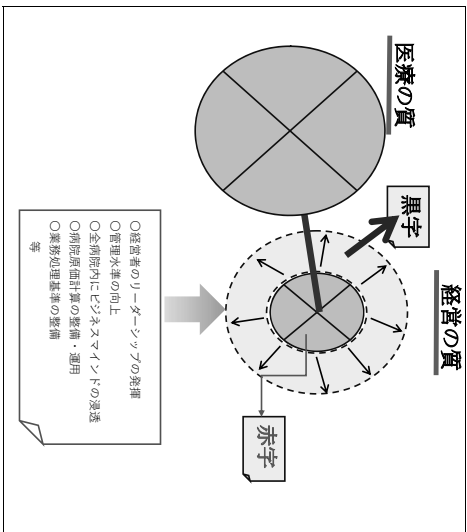 医療の質
経営の質
黒字
赤字
○経営者のリーダーシップの発揮
○管理水準の向上
○全病院内にビジネスマインドの浸透
○病院原価計算の整備・運用
○業務処理基準の整備
等